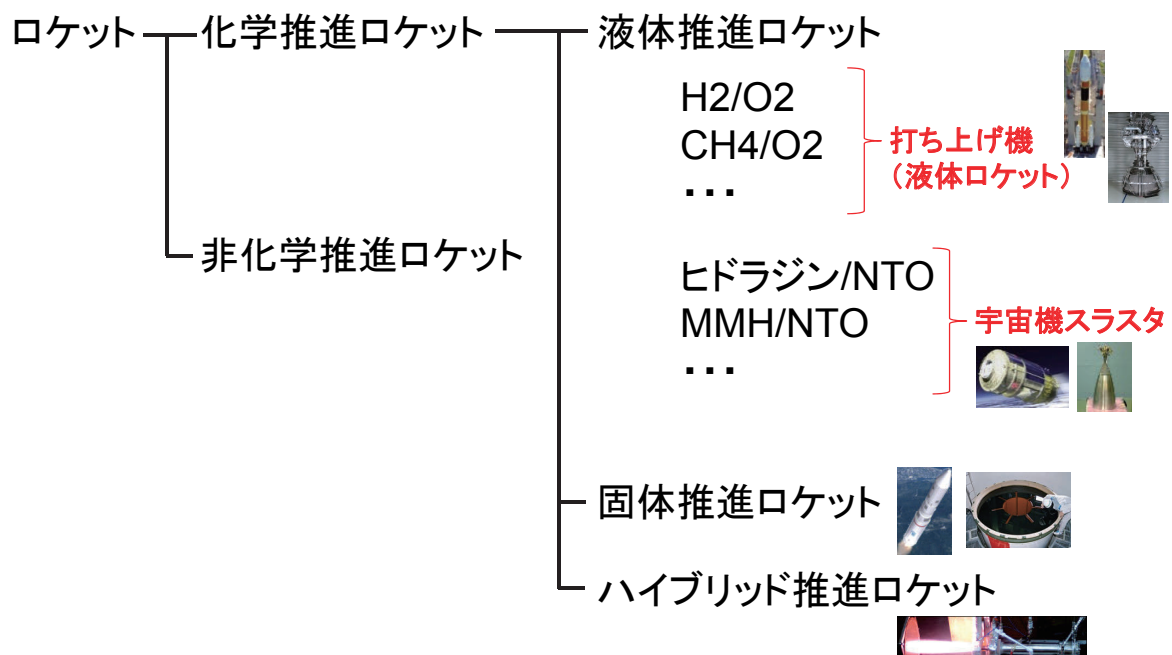 ロケット
化学推進ロケット
液体推進ロケット
H2/O2
CH4/O2
・・・
打ち上げ機
（液体ロケット）
非化学推進ロケット
ヒドラジン/NTO
MMH/NTO
・・・
宇宙機スラスタ
固体推進ロケット
ハイブリッド推進ロケット